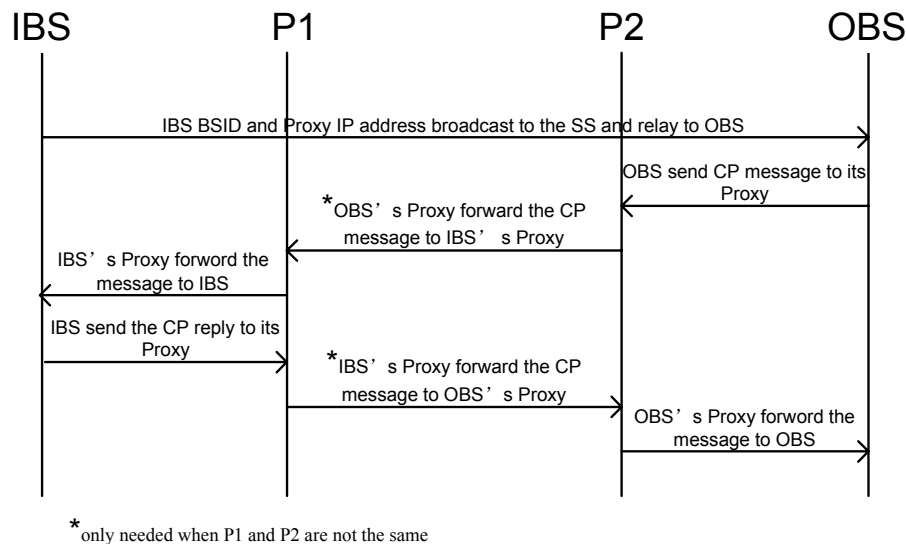 IBS P1 P2 OBS
IBS BSID and Proxy IP address broadcast to the SS and relay to OBS
OBS send CP message to its
Proxy
*OBS’ s Proxy forward the CP
message to IBS’ s Proxy
IBS’ s Proxy forword the
message to IBS
IBS send the CP reply to its
Proxy
*IBS’ s Proxy forward the CP
message to OBS’ s Proxy
OBS’ s Proxy forword the
message to OBS
*only needed when P1 and P2 are not the same